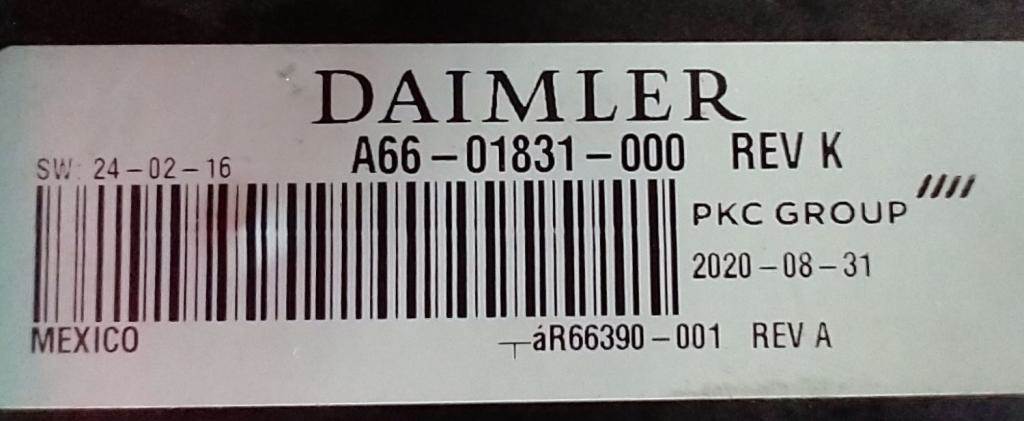 DAIMLER
A66-01831-000 REV K
SW: 24-02-16
PKC GROUP
2020-08-31
MEXICO
áR66390-001 REV A